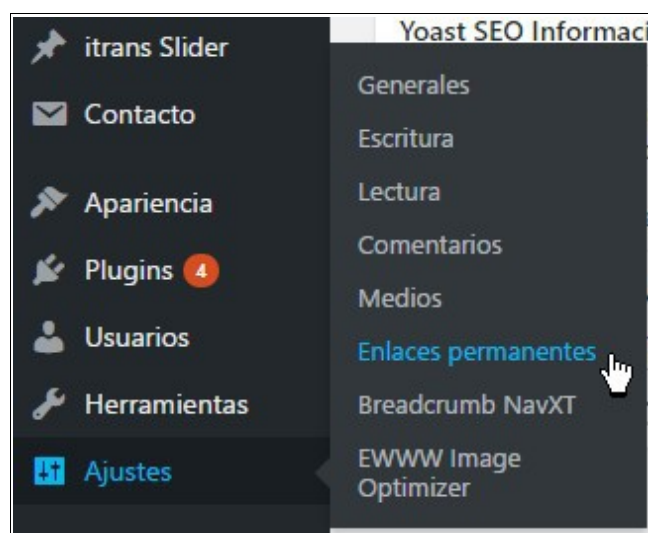 itrans Slider
Contacto
Apariencia
Plugins 4
Usuarios
Herramientas
Ajustes
Yoast SEO Informaci
Generales
Escritura
Lectura
Comentarios
Medios
Enlaces permanentes
Breadcrumb NavXT
EWWW Image
Optimizer